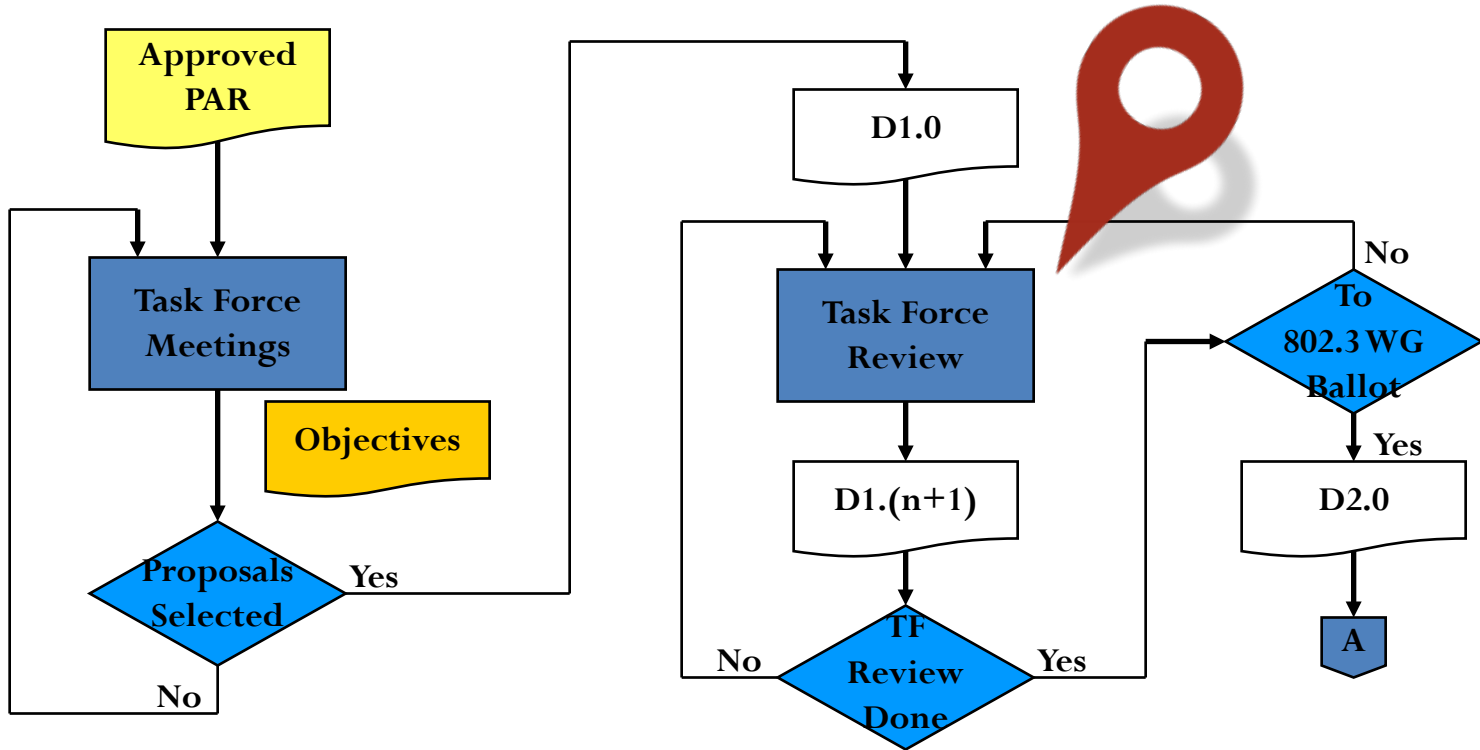 Approved
PAR
Task Force
Meetings
Objectives
Proposals
Selected
Yes
No
D1.0
Task Force
Review
D1.(n+1)
TF
Review
Done
No
Yes
To
802.3 WG
Ballot
No
Yes
D2.0
A